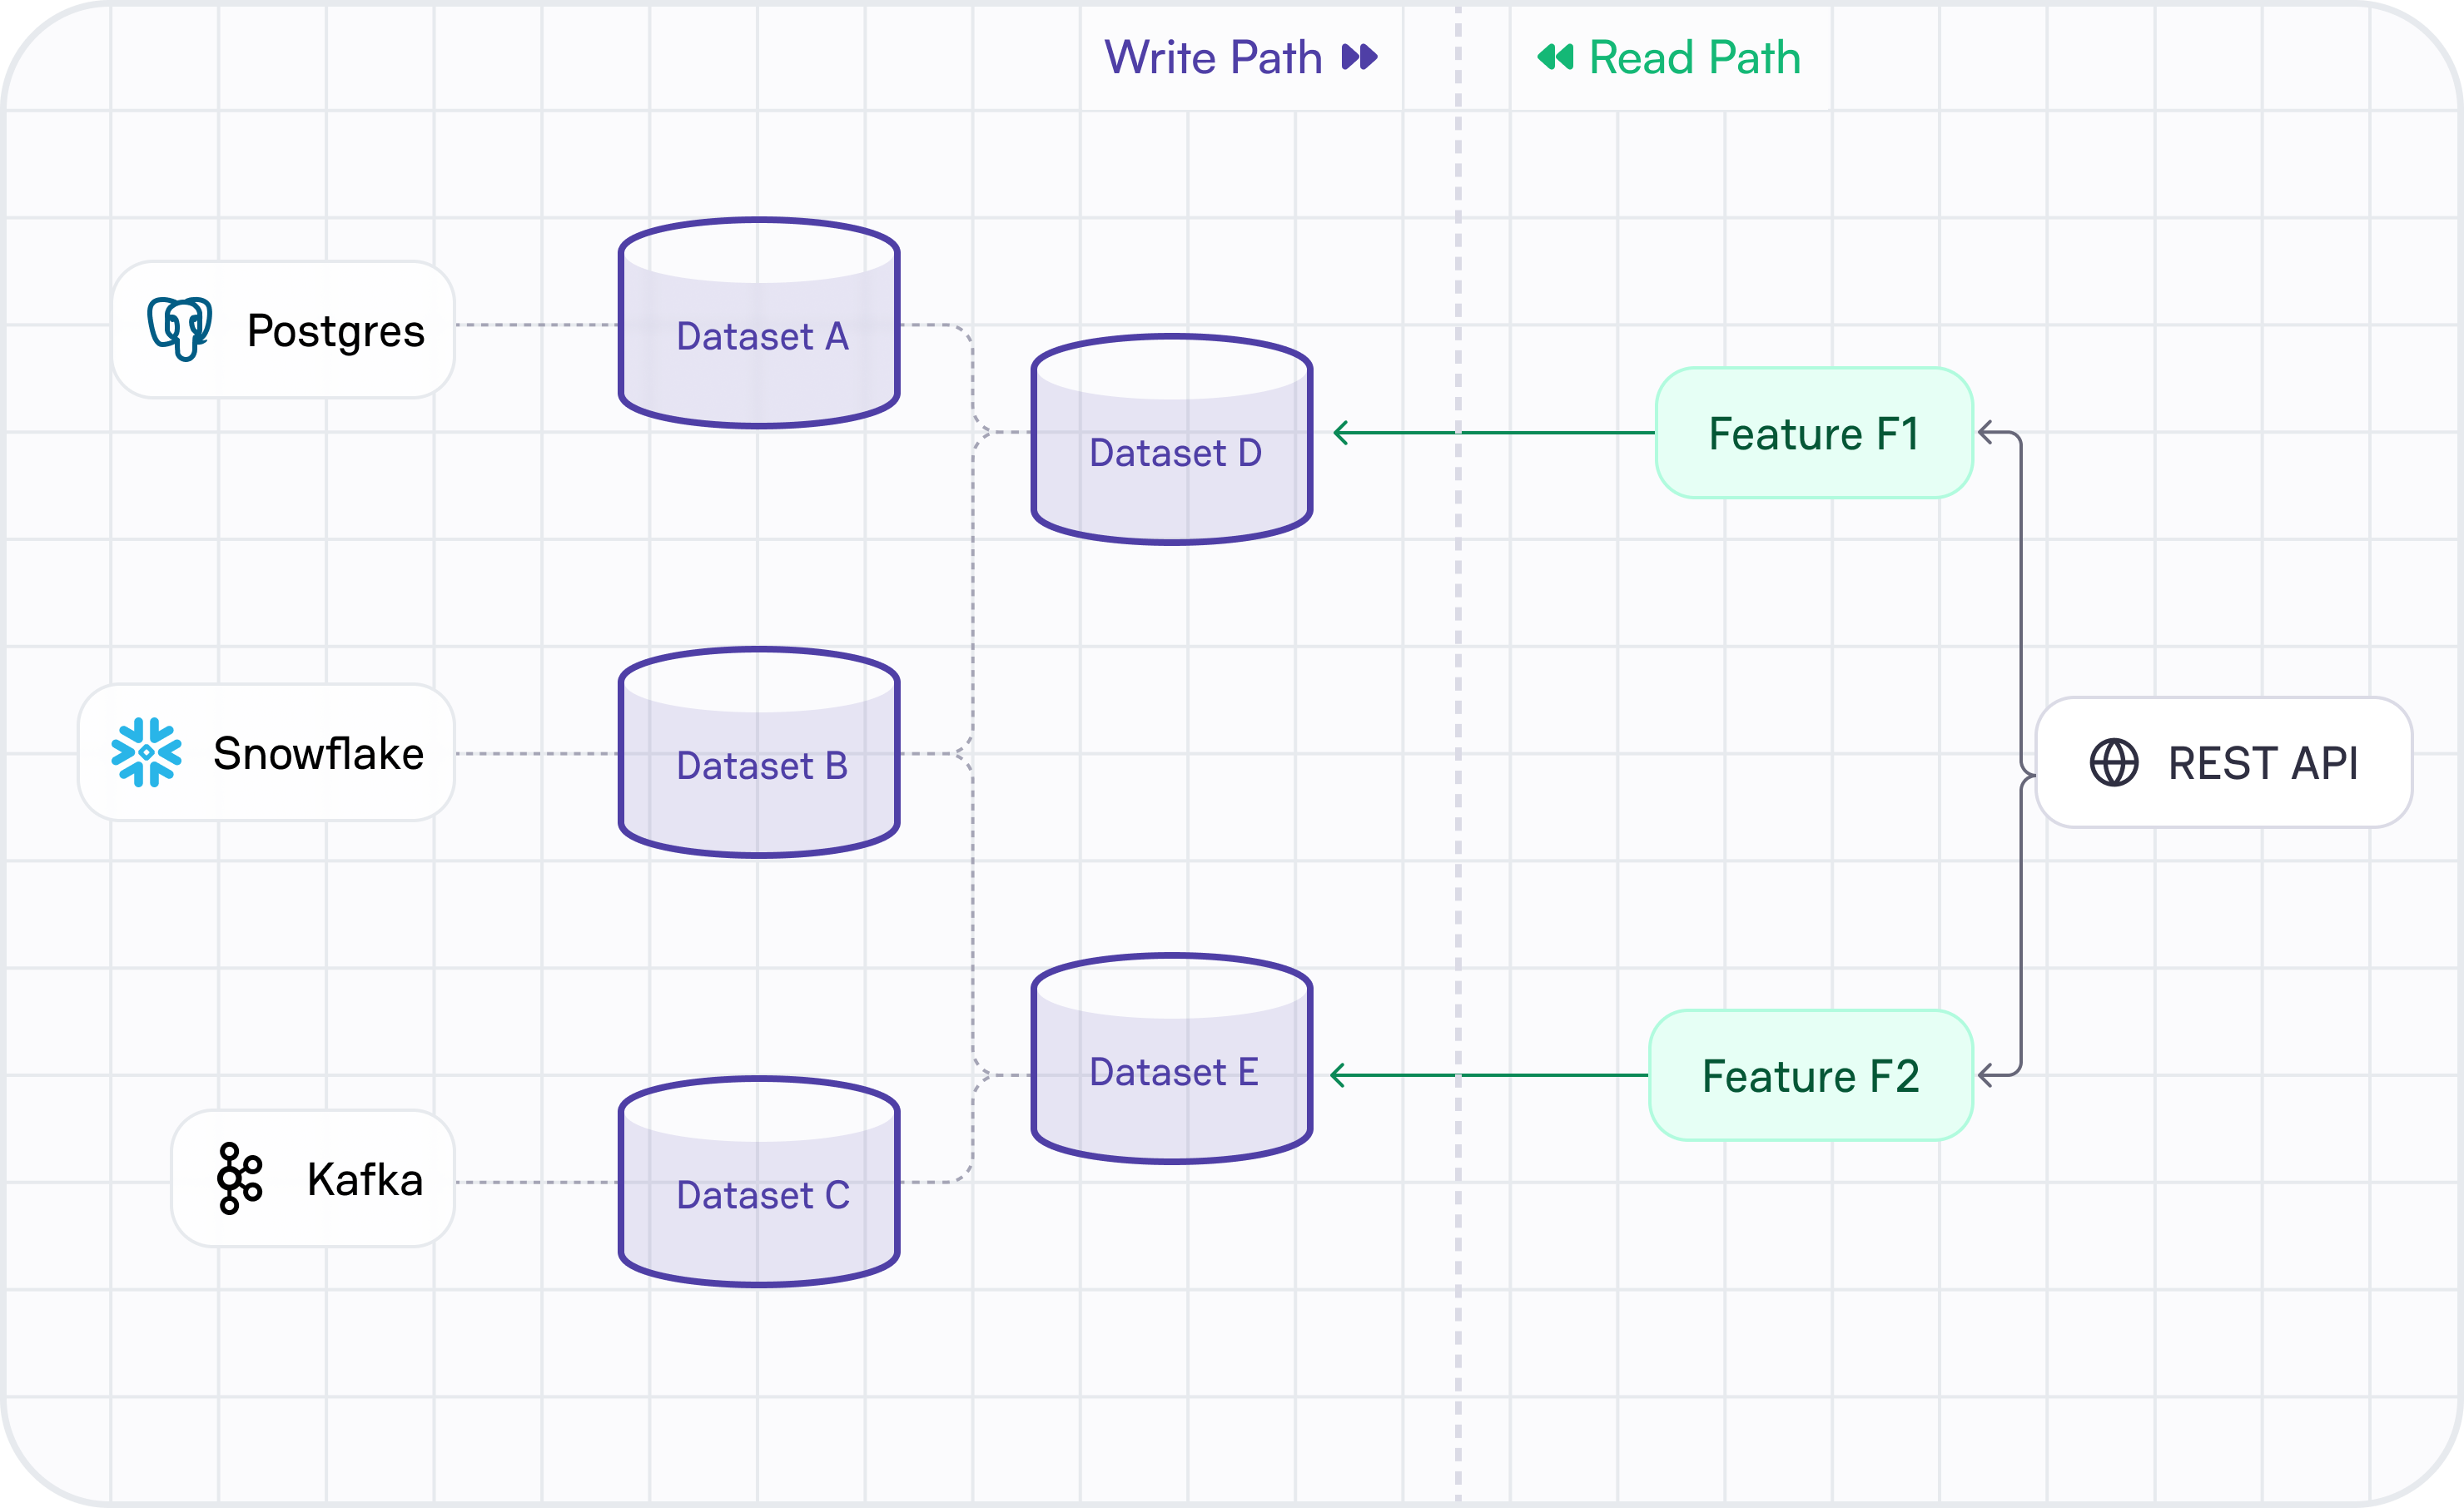 Write Path
Read Path
Postgres
Dataset A
Dataset D
Feature F1
Snowflake
Dataset B
REST API
Dataset E
Feature F2
Kafka
Dataset C